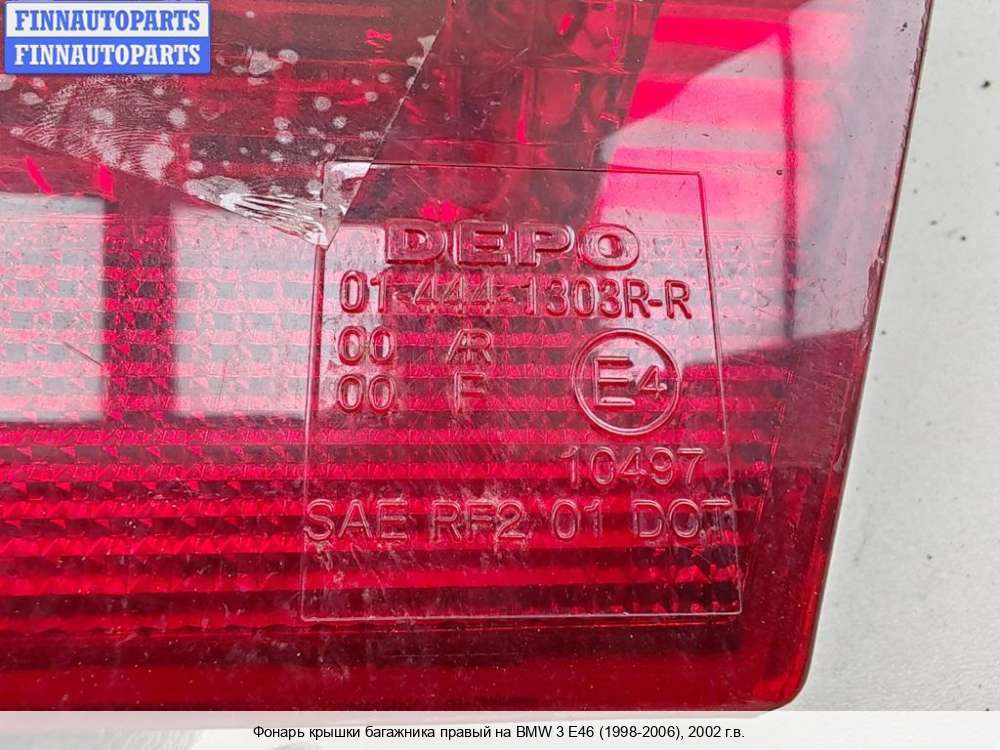 FINNAUTOPARTS
FINNAUTOPARTS
DEPO
01-444-1303R-R
00 AR
00 F
E4
10497
SAE RF2 01 DOT
Фонарь крышки багажника правый на BMW 3 E46 (1998-2006), 2002 г.в.